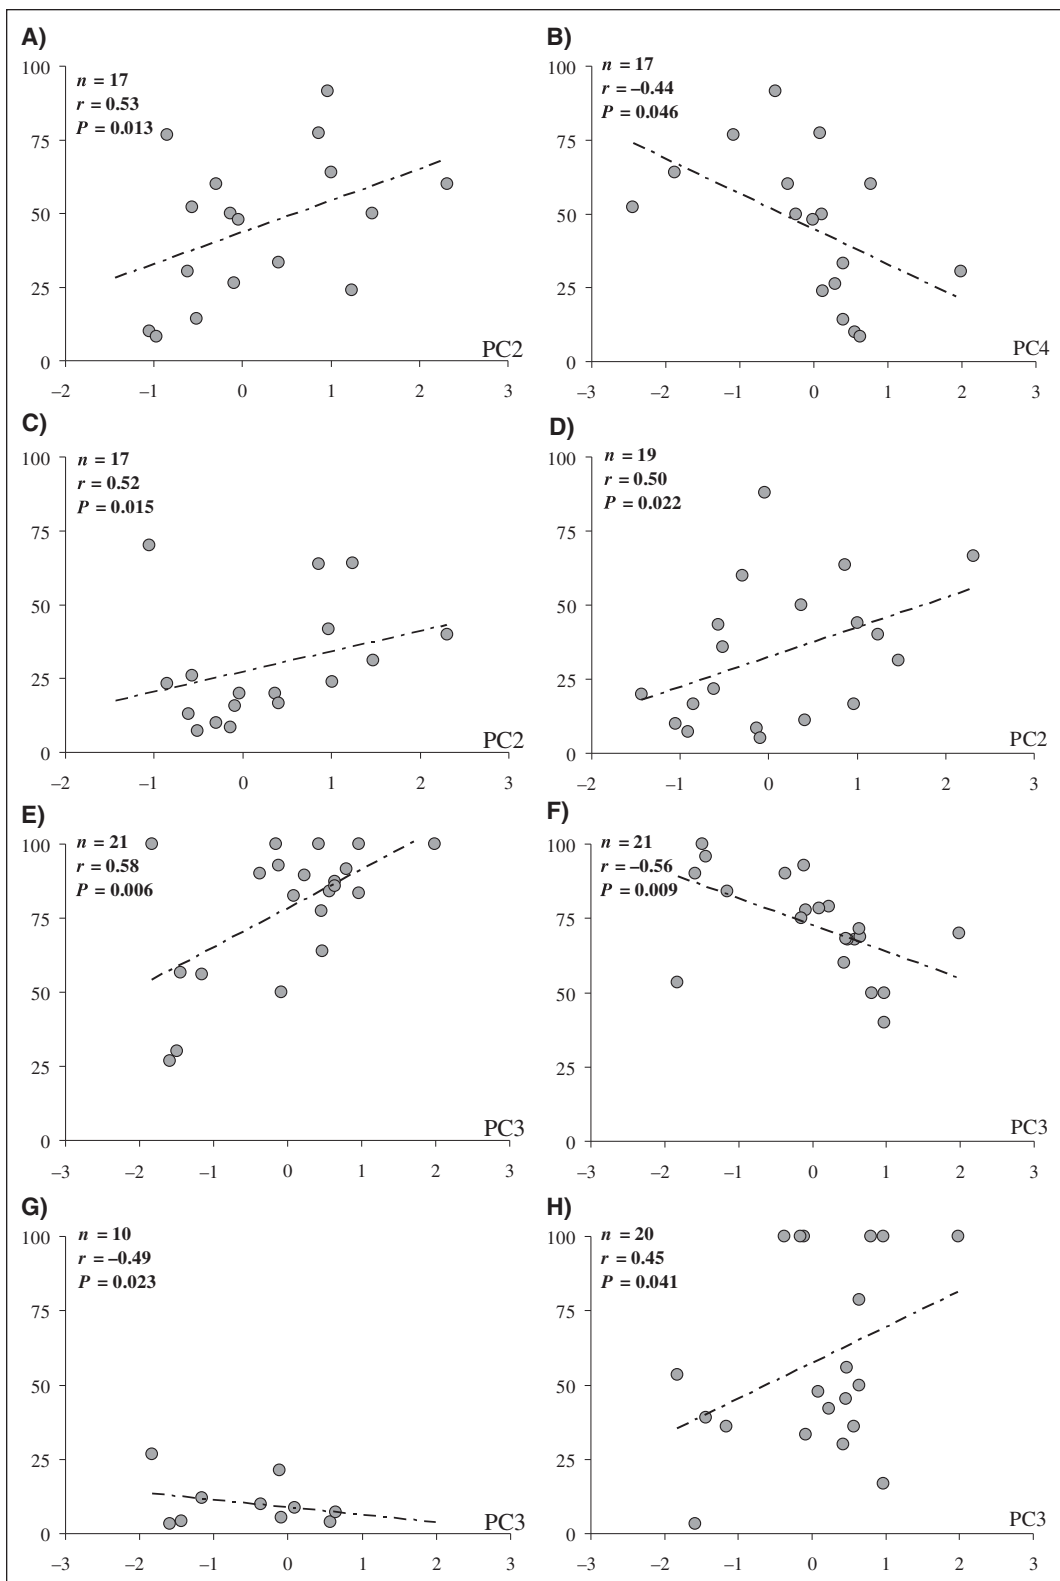 A)
n = 17
r = 0.53
P = 0.013
100
75
50
25
0
PC2
–2 –1 0 1 2 3
B)
n = 17
r = –0.44
P = 0.046
100
75
50
25
0
PC4
–3 –2 –1 0 1 2 3
C)
n = 17
r = 0.52
P = 0.015
100
75
50
25
0
PC2
–2 –1 0 1 2 3
D)
n = 19
r = 0.50
P = 0.022
100
75
50
25
0
PC2
–2 –1 0 1 2 3
E)
n = 21
r = 0.58
P = 0.006
100
75
50
25
0
PC3
–3 –2 –1 0 1 2 3
F)
n = 21
r = –0.56
P = 0.009
100
75
50
25
0
PC3
–3 –2 –1 0 1 2 3
G)
n = 10
r = –0.49
P = 0.023
100
75
50
25
0
PC3
–3 –2 –1 0 1 2 3
H)
n = 20
r = 0.45
P = 0.041
100
75
50
25
0
PC3
–3 –2 –1 0 1 2 3